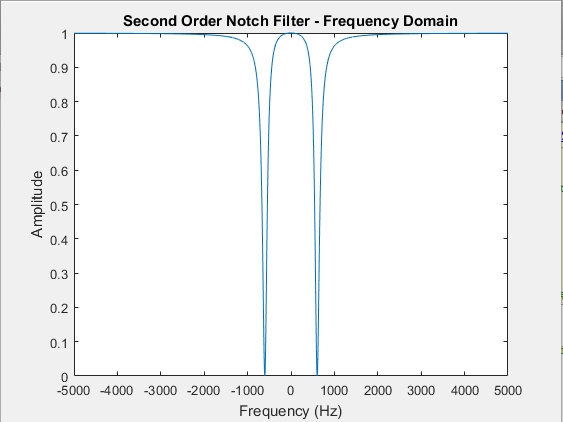 Second Order Notch Filter - Frequency Domain
1
0.9
0.8
0.7
0.6
0.5
0.4
0.3
0.2
0.1
0
Amplitude
-5000 -4000 -3000 -2000 -1000 0 1000 2000 3000 4000 5000
Frequency (Hz)